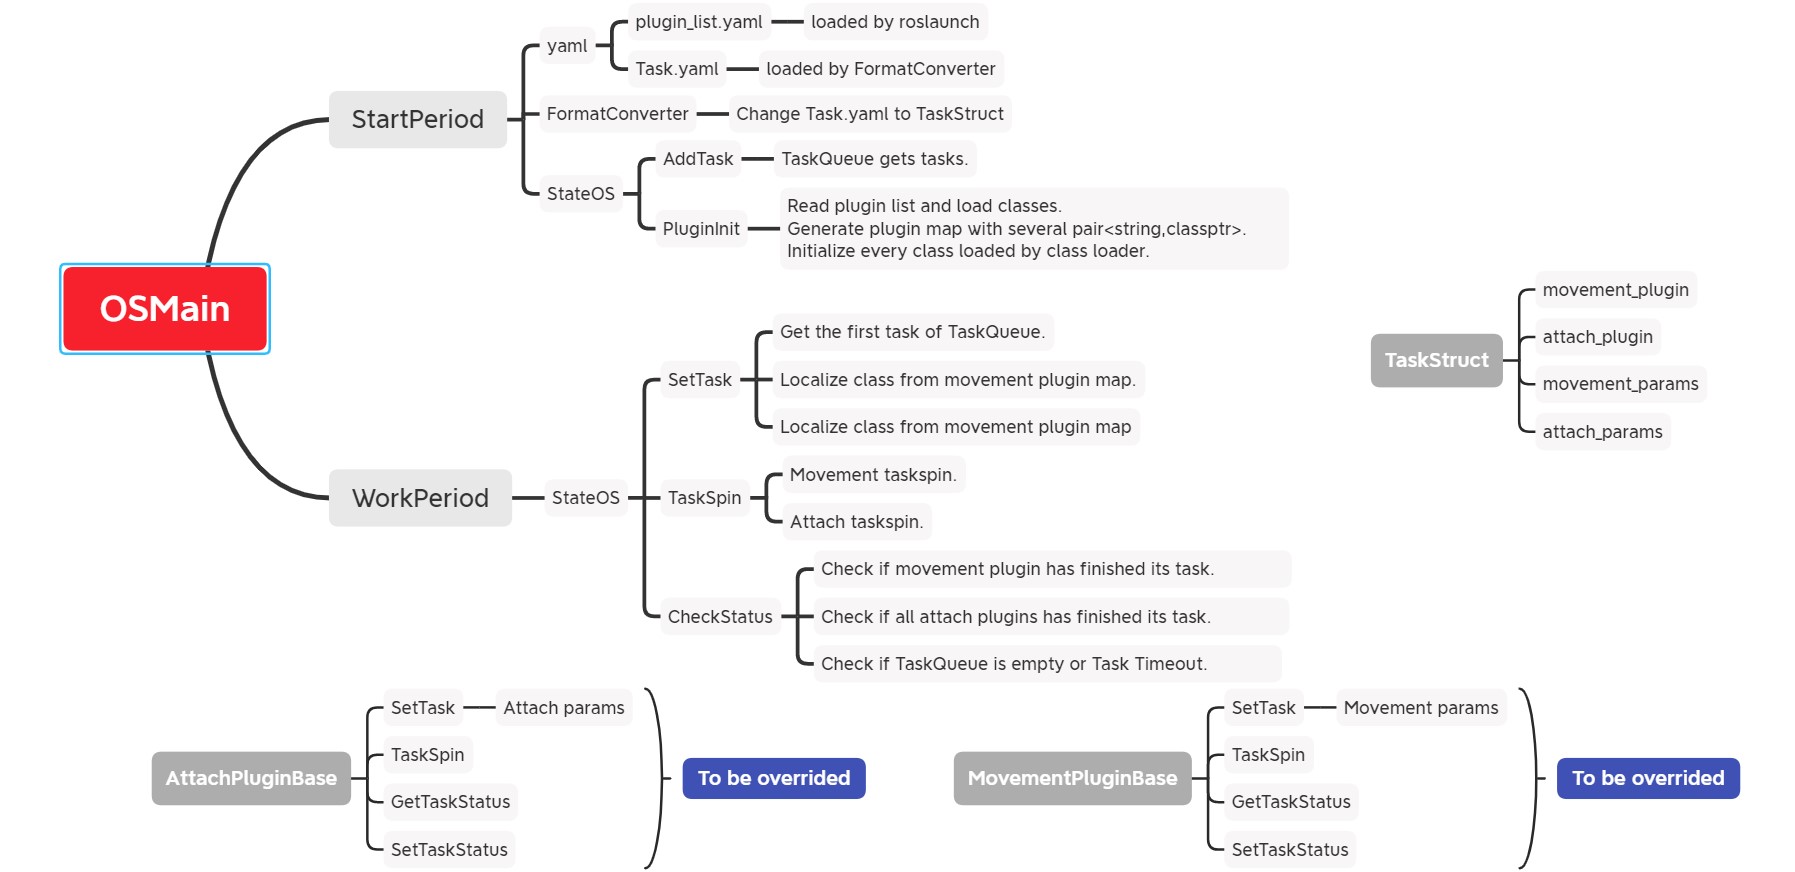 OSMain
StartPeriod
yaml
plugin_list.yaml
loaded by roslaunch
Task.yaml
loaded by FormatConverter
FormatConverter
Change Task.yaml to TaskStruct
StateOS
AddTask
TaskQueue gets tasks.
PluginInit
Read plugin list and load classes.
Generate plugin map with several pair<string,classptr>.
Initialize every class loaded by class loader.
WorkPeriod
StateOS
SetTask
Get the first task of TaskQueue.
Localize class from movement plugin map.
Localize class from movement plugin map
TaskSpin
Movement taskspin.
Attach taskspin.
CheckStatus
Check if movement plugin has finished its task.
Check if all attach plugins has finished its task.
Check if TaskQueue is empty or Task Timeout.
TaskStruct
movement_plugin
attach_plugin
movement_params
attach_params
AttachPluginBase
SetTask
Attach params
TaskSpin
GetTaskStatus
SetTaskStatus
To be overrided
MovementPluginBase
SetTask
Movement params
TaskSpin
GetTaskStatus
SetTaskStatus
To be overrided